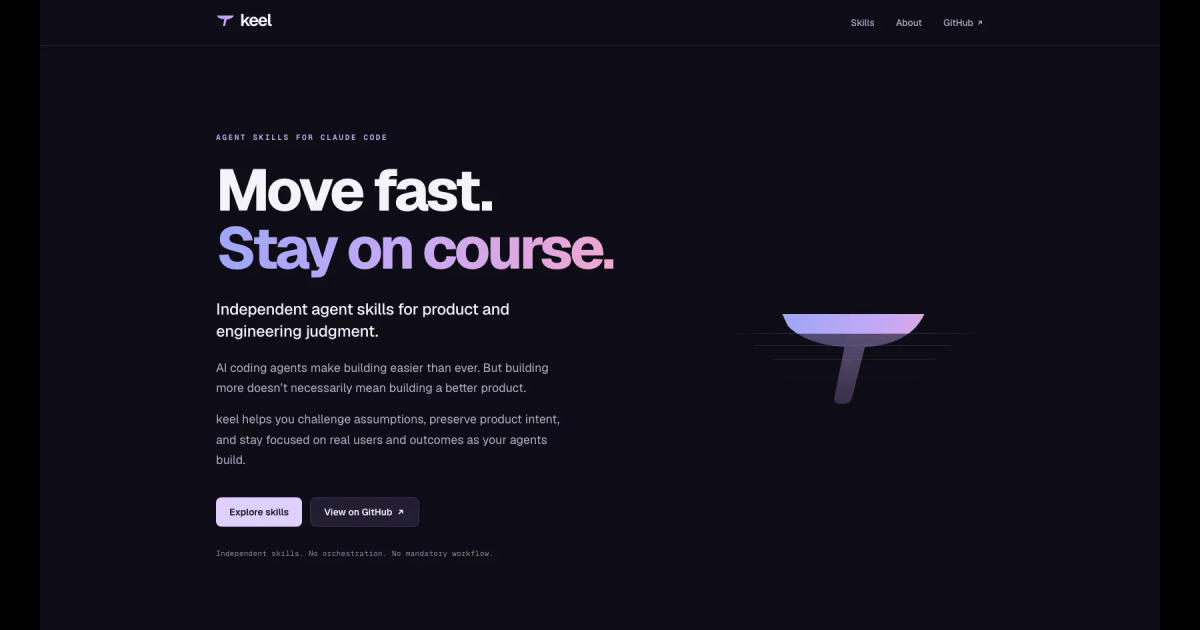 keel
Skills
About
GitHub ↗
AGENT SKILLS FOR CLAUDE CODE
Move fast.
Stay on course.
Independent agent skills for product and
engineering judgment.
AI coding agents make building easier than ever. But building
more doesn't necessarily mean building a better product.
keel helps you challenge assumptions, preserve product intent,
and stay focused on real users and outcomes as your agents
build.
Explore skills
View on GitHub ↗
Independent skills. No orchestration. No mandatory workflow.